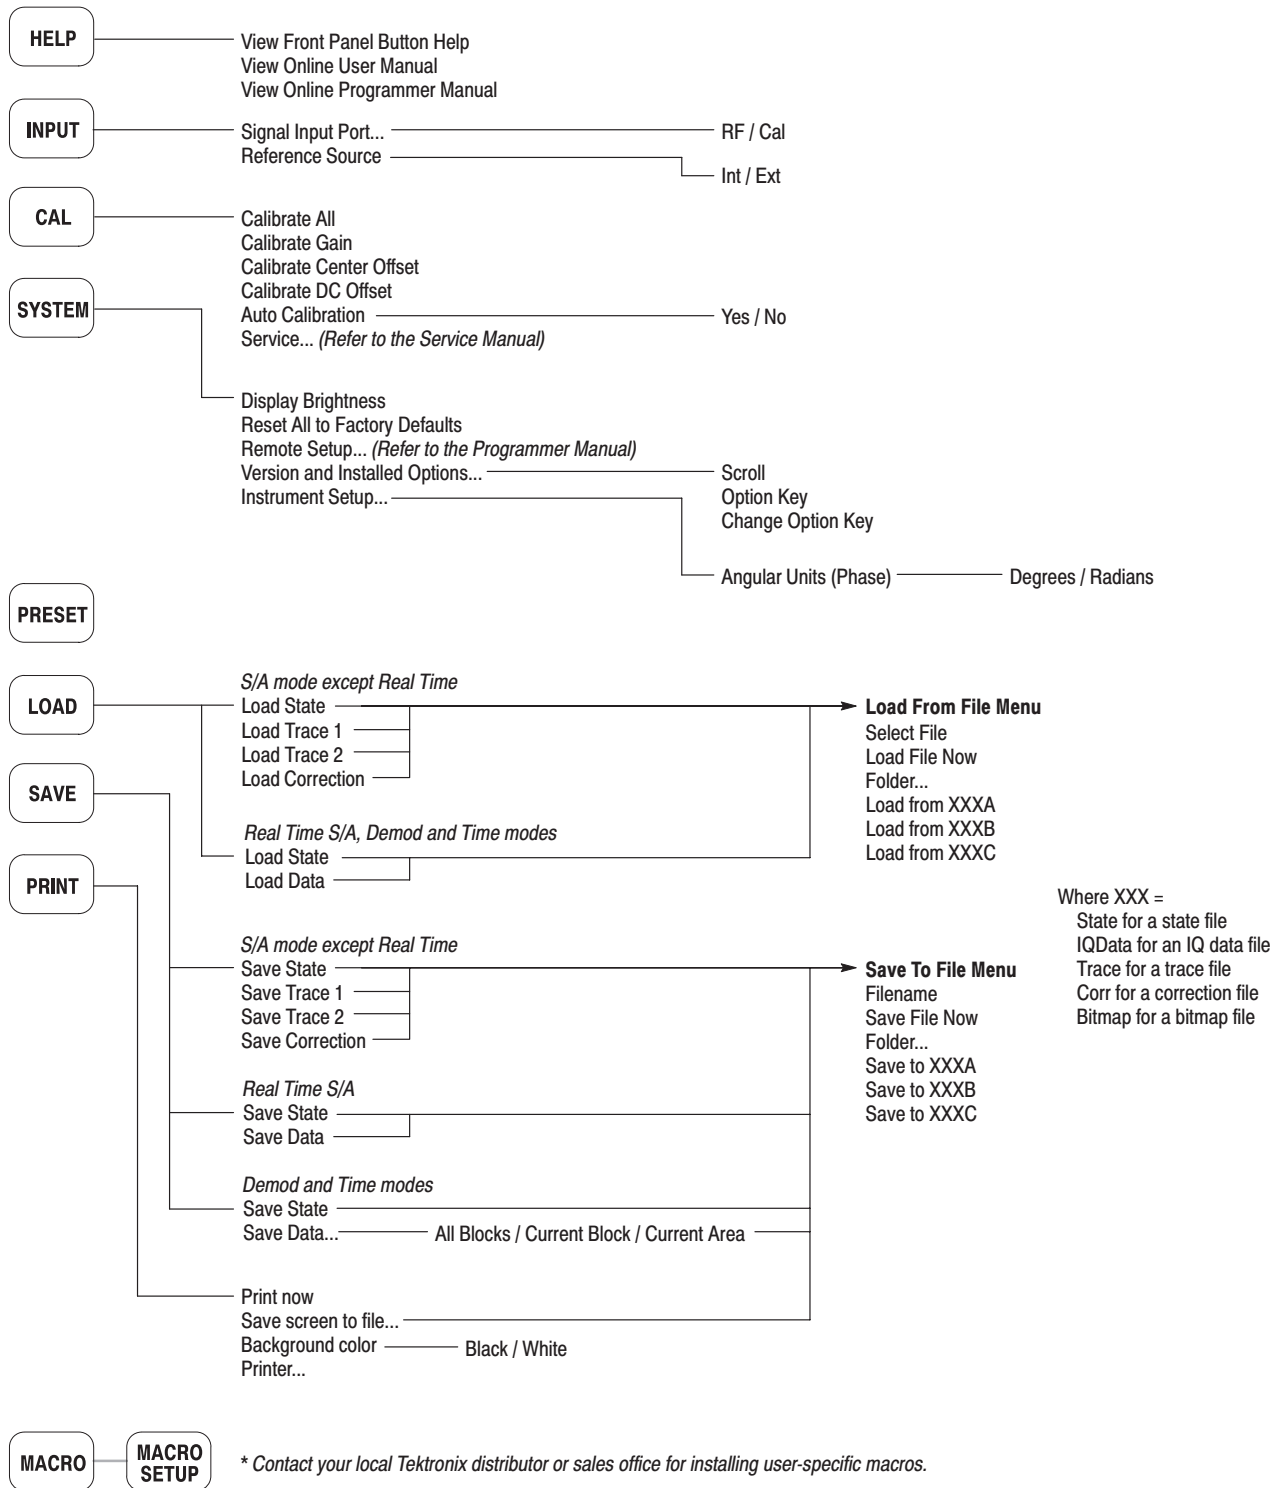 HELP
View Front Panel Button Help
View Online User Manual
View Online Programmer Manual
INPUT
Signal Input Port...
RF / Cal
Reference Source
Int / Ext
CAL
Calibrate All
Calibrate Gain
Calibrate Center Offset
Calibrate DC Offset
Auto Calibration
Yes / No
Service... (Refer to the Service Manual)
SYSTEM
Display Brightness
Reset All to Factory Defaults
Remote Setup... (Refer to the Programmer Manual)
Version and Installed Options...
Scroll
Option Key
Change Option Key
Instrument Setup...
Angular Units (Phase)
Degrees / Radians
PRESET
LOAD
S/A mode except Real Time
Load State
Load Trace 1
Load Trace 2
Load Correction
Real Time S/A, Demod and Time modes
Load State
Load Data
Load From File Menu
Select File
Load File Now
Folder...
Load from XXXA
Load from XXXB
Load from XXXC
SAVE
S/A mode except Real Time
Save State
Save Trace 1
Save Trace 2
Save Correction
Real Time S/A
Save State
Save Data
Demod and Time modes
Save State
Save Data...
All Blocks / Current Block / Current Area
Save To File Menu
Filename
Save File Now
Folder...
Save to XXXA
Save to XXXB
Save to XXXC
Where XXX =
State for a state file
IQData for an IQ data file
Trace for a trace file
Corr for a correction file
Bitmap for a bitmap file
PRINT
Print now
Save screen to file...
Background color
Black / White
Printer...
MACRO
MACRO
SETUP
* Contact your local Tektronix distributor or sales office for installing user-specific macros.